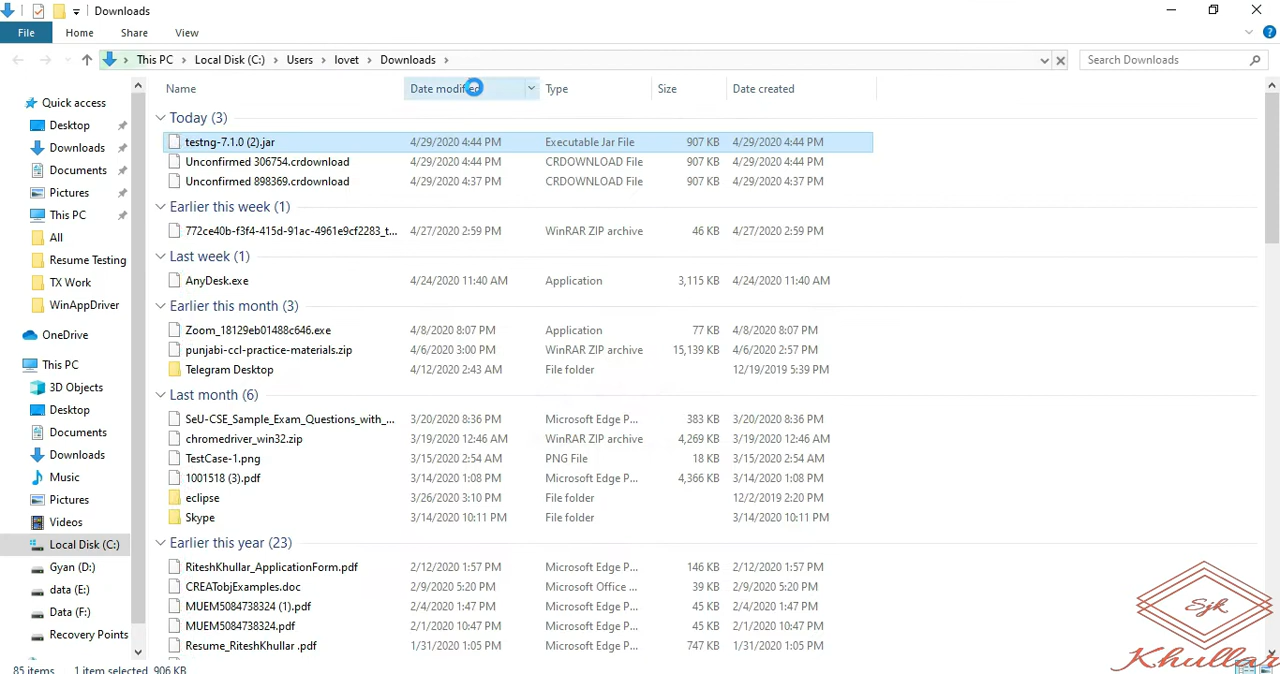 Downloads
File Home Share View
This PC Local Disk (C:) Users lovet Downloads Search Downloads
Name Date modified Type Size Date created
Quick access
Desktop
Downloads
Documents
Pictures
This PC
All
Resume Testing
TX Work
WinAppDriver
OneDrive
This PC
3D Objects
Desktop
Documents
Downloads
Music
Pictures
Videos
Local Disk (C:)
Gyan (D:)
data (E:)
Data (F:)
Recovery Points
Today (3)
testng-7.1.0 (2).jar 4/29/2020 4:44 PM Executable Jar File 907 KB 4/29/2020 4:44 PM
Unconfirmed 306754.crdownload 4/29/2020 4:44 PM CRDOWNLOAD File 907 KB 4/29/2020 4:44 PM
Unconfirmed 898369.crdownload 4/29/2020 4:37 PM CRDOWNLOAD File 907 KB 4/29/2020 4:37 PM
Earlier this week (1)
772ce40b-f3f4-415d-91ac-4961e9cf2283_t... 4/27/2020 2:59 PM WinRAR ZIP archive 46 KB 4/27/2020 2:59 PM
Last week (1)
AnyDesk.exe 4/24/2020 11:40 AM Application 3,115 KB 4/24/2020 11:40 AM
Earlier this month (3)
Zoom_18129eb01488c646.exe 4/8/2020 8:07 PM Application 77 KB 4/8/2020 8:07 PM
punjabi-ccl-practice-materials.zip 4/6/2020 3:00 PM WinRAR ZIP archive 15,139 KB 4/6/2020 2:57 PM
Telegram Desktop 4/12/2020 2:43 AM File folder 12/19/2019 5:39 PM
Last month (6)
SeU-CSE_Sample_Exam_Questions_with_... 3/20/2020 8:36 PM Microsoft Edge P... 383 KB 3/20/2020 8:36 PM
chromedriver_win32.zip 3/19/2020 12:46 AM WinRAR ZIP archive 4,269 KB 3/19/2020 12:46 AM
TestCase-1.png 3/15/2020 2:54 AM PNG File 18 KB 3/15/2020 2:54 AM
1001518 (3).pdf 3/14/2020 1:08 PM Microsoft Edge P... 4,366 KB 3/14/2020 1:08 PM
eclipse 3/26/2020 3:10 PM File folder 12/2/2019 2:20 PM
Skype 3/14/2020 10:11 PM File folder 3/14/2020 10:11 PM
Earlier this year (23)
RiteshKhullar_ApplicationForm.pdf 2/12/2020 1:57 PM Microsoft Edge P... 146 KB 2/12/2020 1:57 PM
CREATobjExamples.doc 2/9/2020 5:20 PM Microsoft Office ... 39 KB 2/9/2020 5:20 PM
MUEM5084738324 (1).pdf 2/4/2020 1:47 PM Microsoft Edge P... 45 KB 2/4/2020 1:47 PM
MUEM5084738324.pdf 2/1/2020 10:47 PM Microsoft Edge P... 45 KB 2/1/2020 10:47 PM
Resume_RiteshKhullar .pdf 1/31/2020 1:05 PM Microsoft Edge P... 747 KB 1/31/2020 1:05 PM
85 items 1 item selected 906 KB
Sjk
Khullar